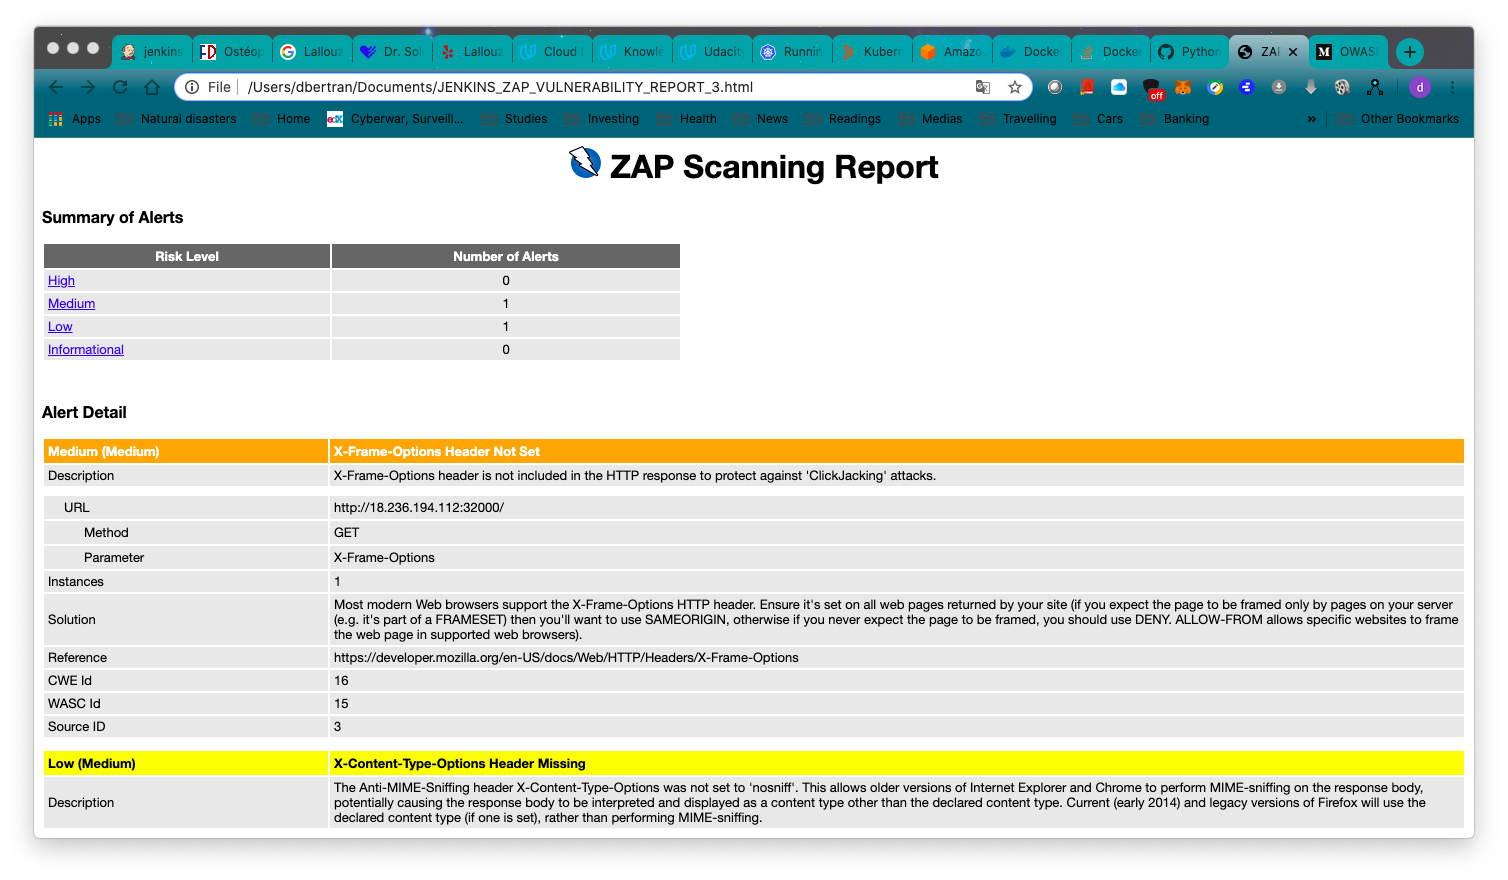 jenkins
Ostéop
Lallouz
Dr. Sol
Lallouz
Cloud
Knowle
Udacity
Runnin
Kubern
Amazo
Docke
Docker
Python
ZAP
OWASP
File
/Users/dbertran/Documents/JENKINS_ZAP_VULNERABILITY_REPORT_3.html
off
d
Apps
Natural disasters
Home
edX
Cyberwar, Surveill...
Studies
Investing
Health
News
Readings
Medias
Travelling
Cars
Banking
»
Other Bookmarks
ZAP Scanning Report
Summary of Alerts
Risk Level Number of Alerts
High 0
Medium 1
Low 1
Informational 0
Alert Detail
Medium (Medium) X-Frame-Options Header Not Set
Description X-Frame-Options header is not included in the HTTP response to protect against 'ClickJacking' attacks.
URL http://18.236.194.112:32000/
Method GET
Parameter X-Frame-Options
Instances 1
Solution
Most modern Web browsers support the X-Frame-Options HTTP header. Ensure it's set on all web pages returned by your site (if you expect the page to be framed only by pages on your server
(e.g. it's part of a FRAMESET) then you'll want to use SAMEORIGIN, otherwise if you never expect the page to be framed, you should use DENY. ALLOW-FROM allows specific websites to frame
the web page in supported web browsers).
Reference https://developer.mozilla.org/en-US/docs/Web/HTTP/Headers/X-Frame-Options
CWE Id 16
WASC Id 15
Source ID 3
Low (Medium) X-Content-Type-Options Header Missing
Description
The Anti-MIME-Sniffing header X-Content-Type-Options was not set to 'nosniff'. This allows older versions of Internet Explorer and Chrome to perform MIME-sniffing on the response body,
potentially causing the response body to be interpreted and displayed as a content type other than the declared content type. Current (early 2014) and legacy versions of Firefox will use the
declared content type (if one is set), rather than performing MIME-sniffing.